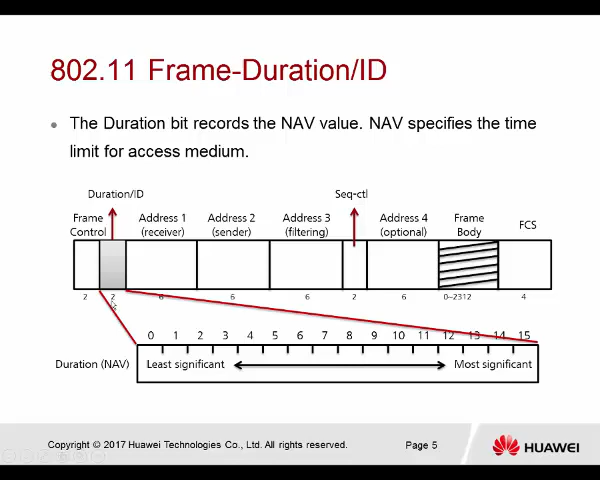 802.11 Frame-Duration/ID
The Duration bit records the NAV value. NAV specifies the time
limit for access medium.
Duration/ID Seq-ctl
Frame Address 1 Address 2 Address 3 Address 4 Frame FCS
Control (receiver) (sender) (filtering) (optional) Body
2 2 6 6 6 2 6 0~2312 4
0 1 2 3 4 5 6 7 8 9 10 11 12 13 14 15
Duration (NAV) Least significant Most significant
Copyright © 2017 Huawei Technologies Co., Ltd. All rights reserved. Page 5 HUAWEI